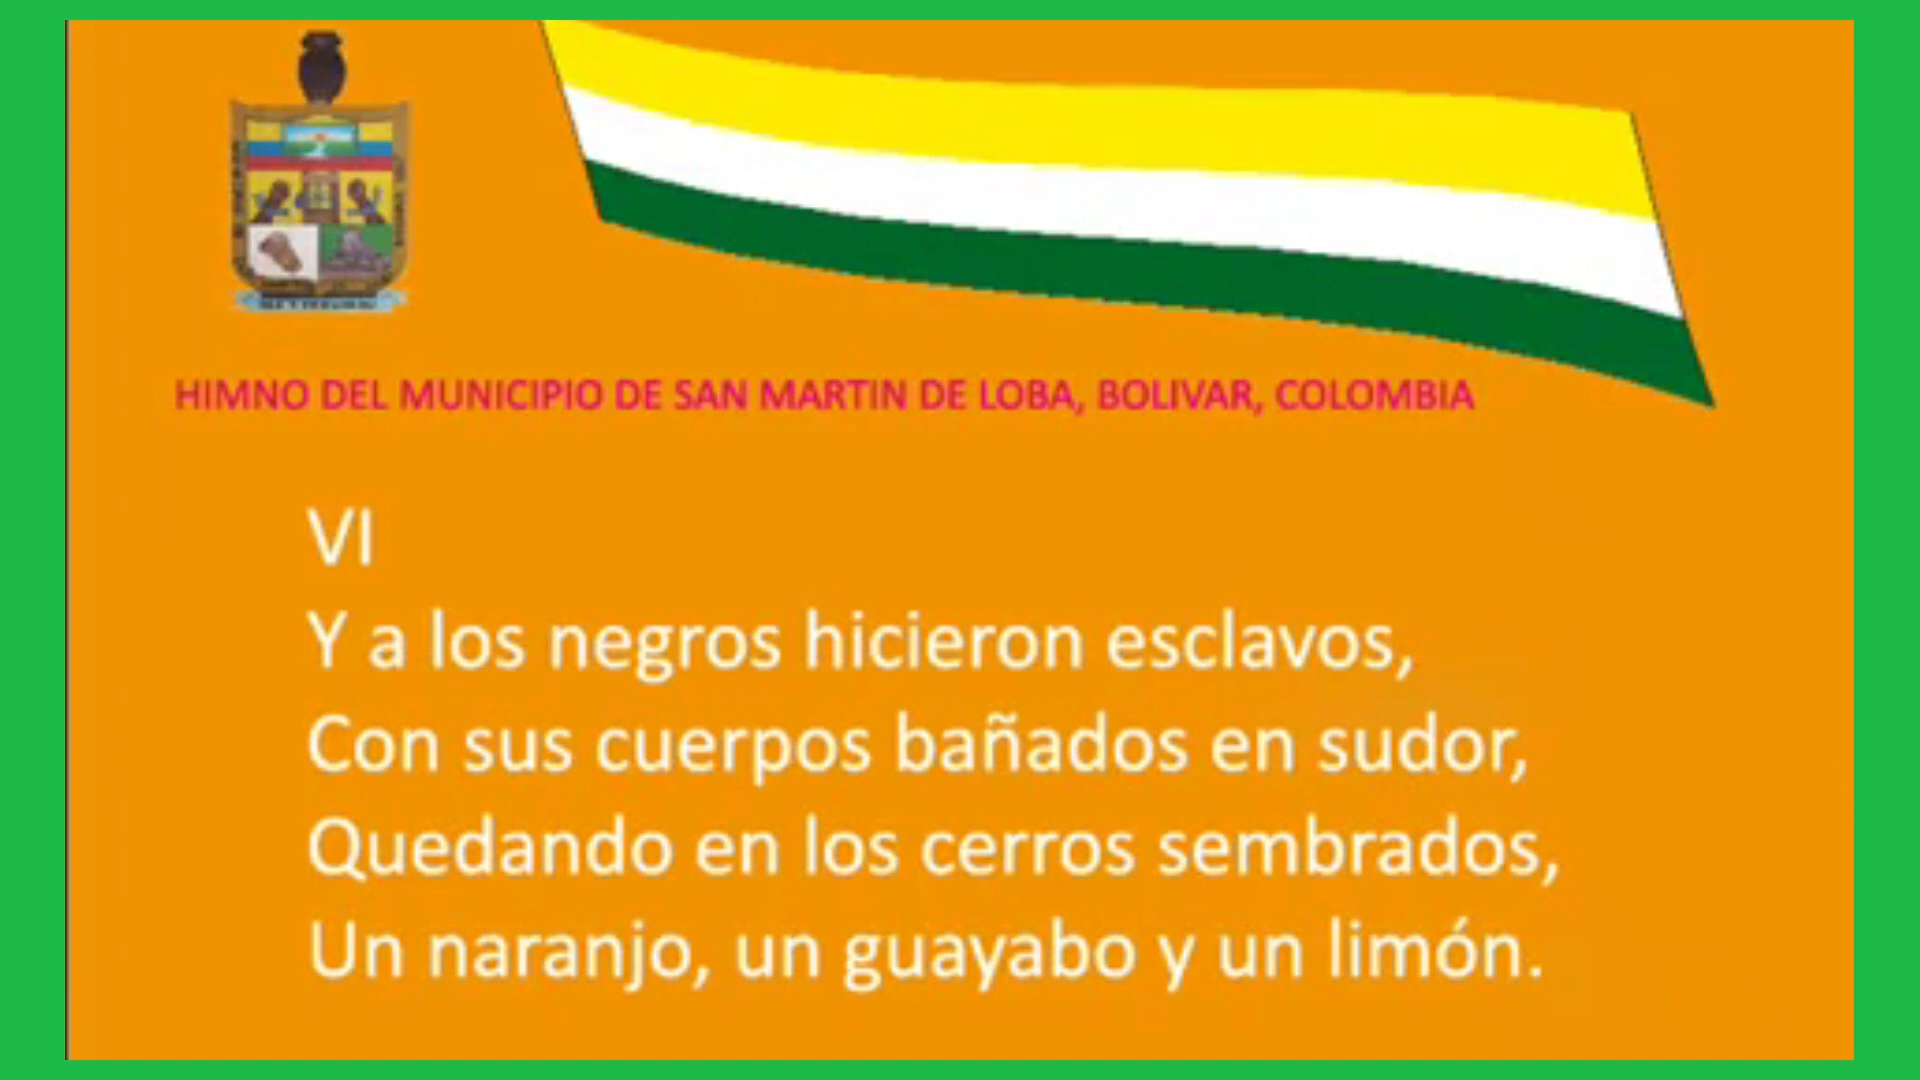 HIMNO DEL MUNICIPIO DE SAN MARTIN DE LOBA, BOLIVAR, COLOMBIA
VI
Y a los negros hicieron esclavos,
Con sus cuerpos bañados en sudor,
Quedando en los cerros sembrados,
Un naranjo, un guayabo y un limón.